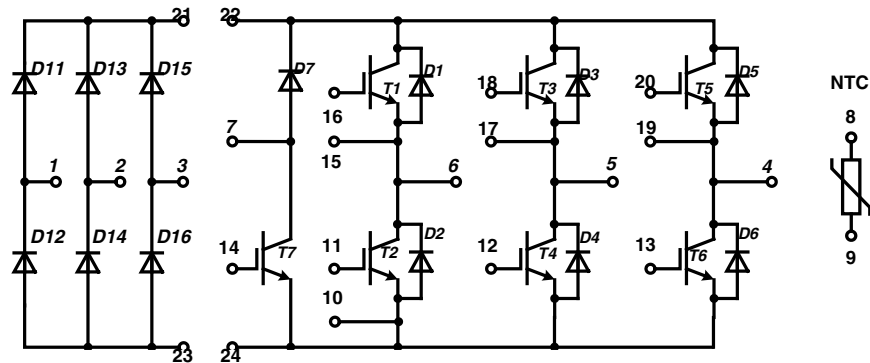 21 22
D11 D13 D15 D7 D1 D3 D5
T1 T3 T5
16 18 20 NTC
7 15 17 19 8
1 2 3 6 5 4
D12 D14 D16 D2 D4 D6
14 T7 11 T2 12 T4 13 T6 9
10
23 24